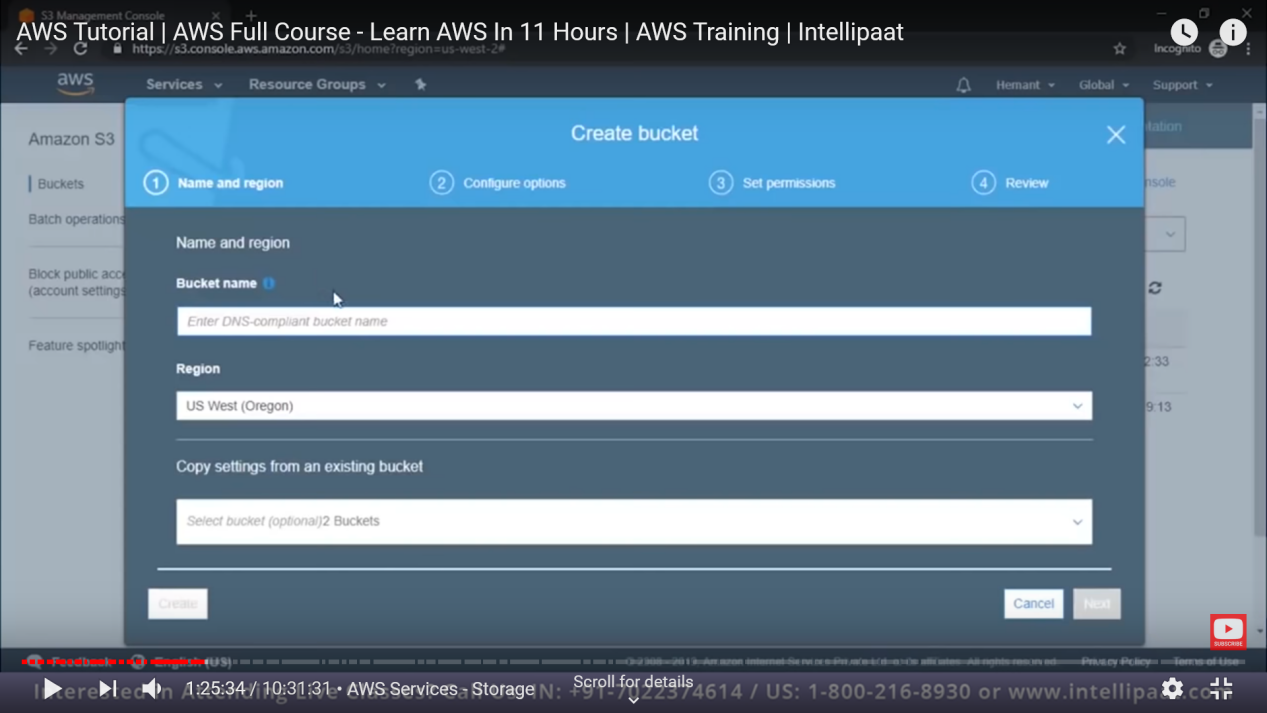 S3 Management Console
AWS Tutorial | AWS Full Course - Learn AWS In 11 Hours | AWS Training | Intellipaat
https://s3.console.aws.amazon.com/s3/home?region=us-west-2#
Incognito
aws
Services
Resource Groups
Hemant
Global
Support
Create bucket
1 Name and region
2 Configure options
3 Set permissions
4 Review
Amazon S3
Buckets
Batch operations
Block public acce
(account settings
Feature spotlight
Name and region
Bucket name
Enter DNS-compliant bucket name
Region
US West (Oregon)
Copy settings from an existing bucket
Select bucket (optional)2 Buckets
2:33
9:13
Create
Cancel
Next
SUBSCRIBE
Feedback
English (US)
Privacy Policy
Terms of Use
1:25:34 / 10:31:31 • AWS Services - Storage
Scroll for details
IN: +91-7022374614 / US: 1-800-216-8930 or www.intellipaat.com